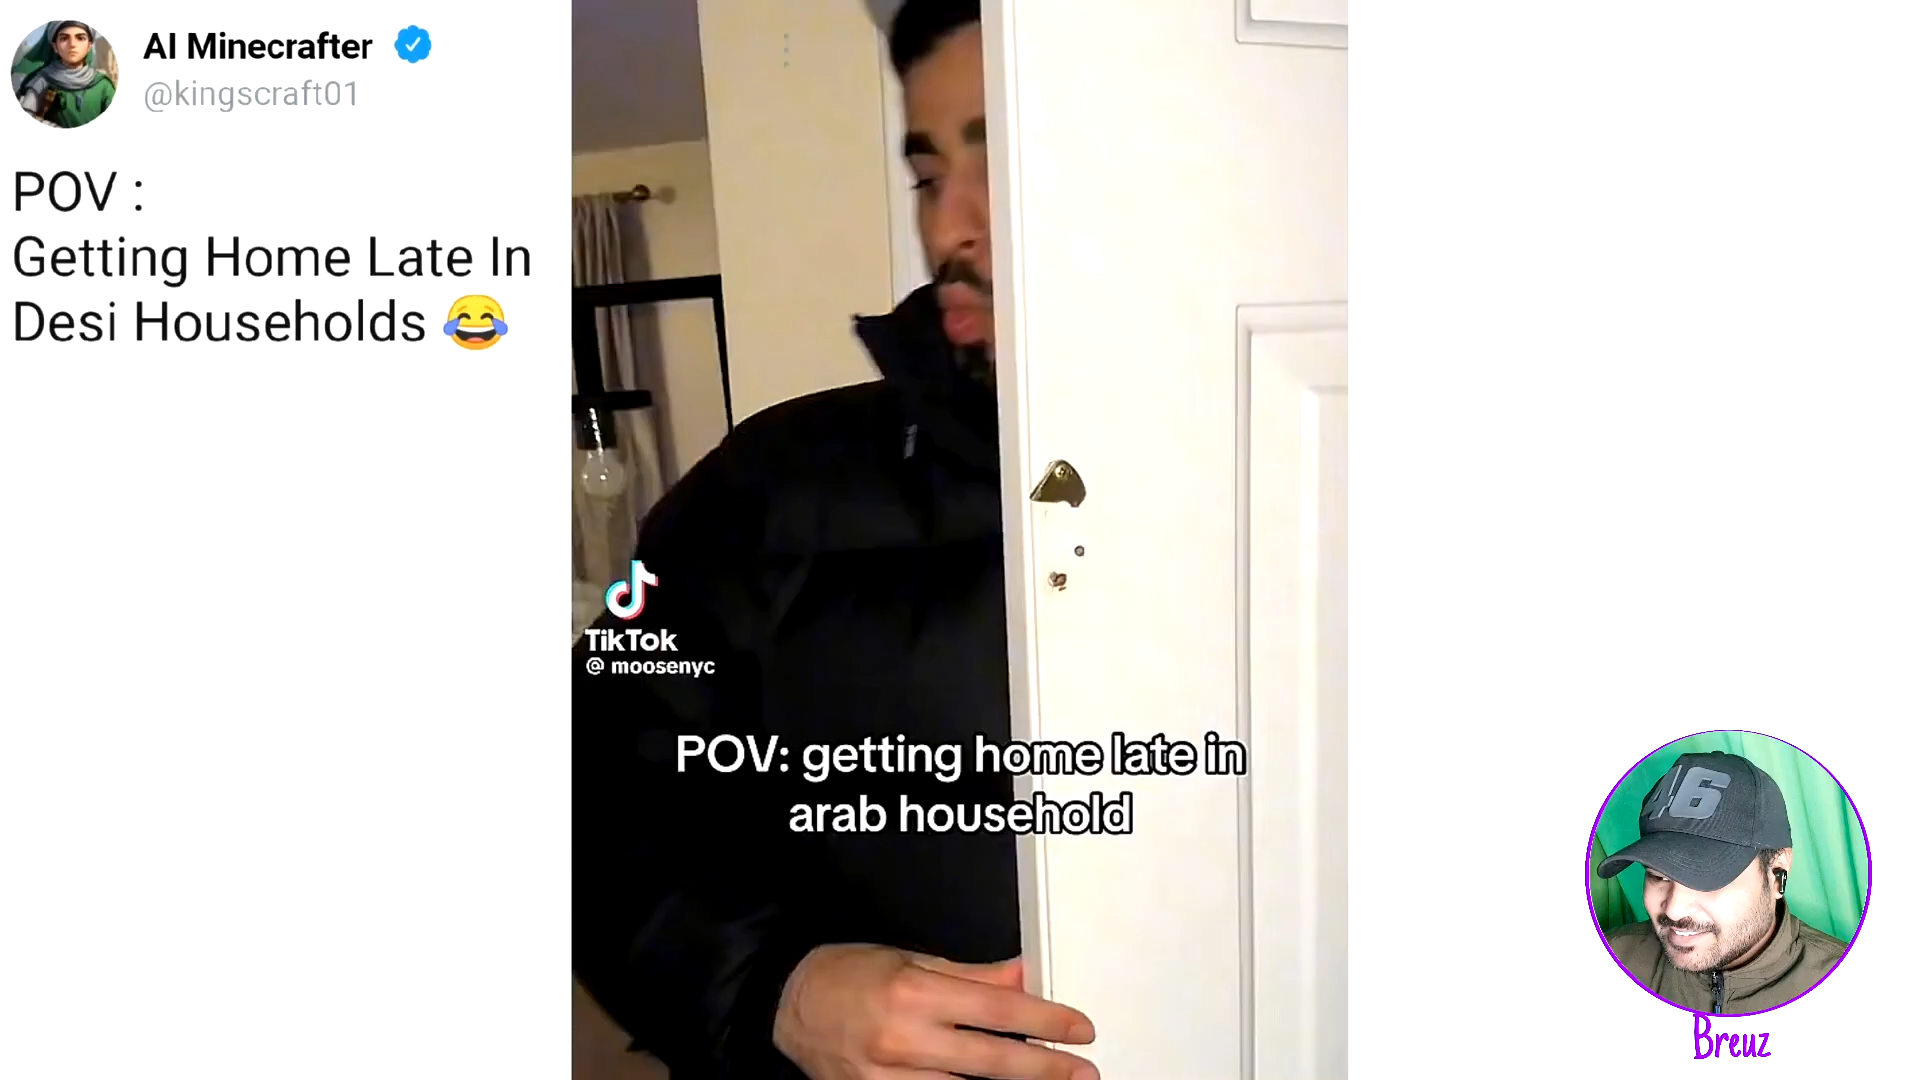 AI Minecrafter
@kingscraft01
POV :
Getting Home Late In
Desi Households 😂
TikTok
@ moosenyc
POV: getting home late in
arab household
46
Breuz